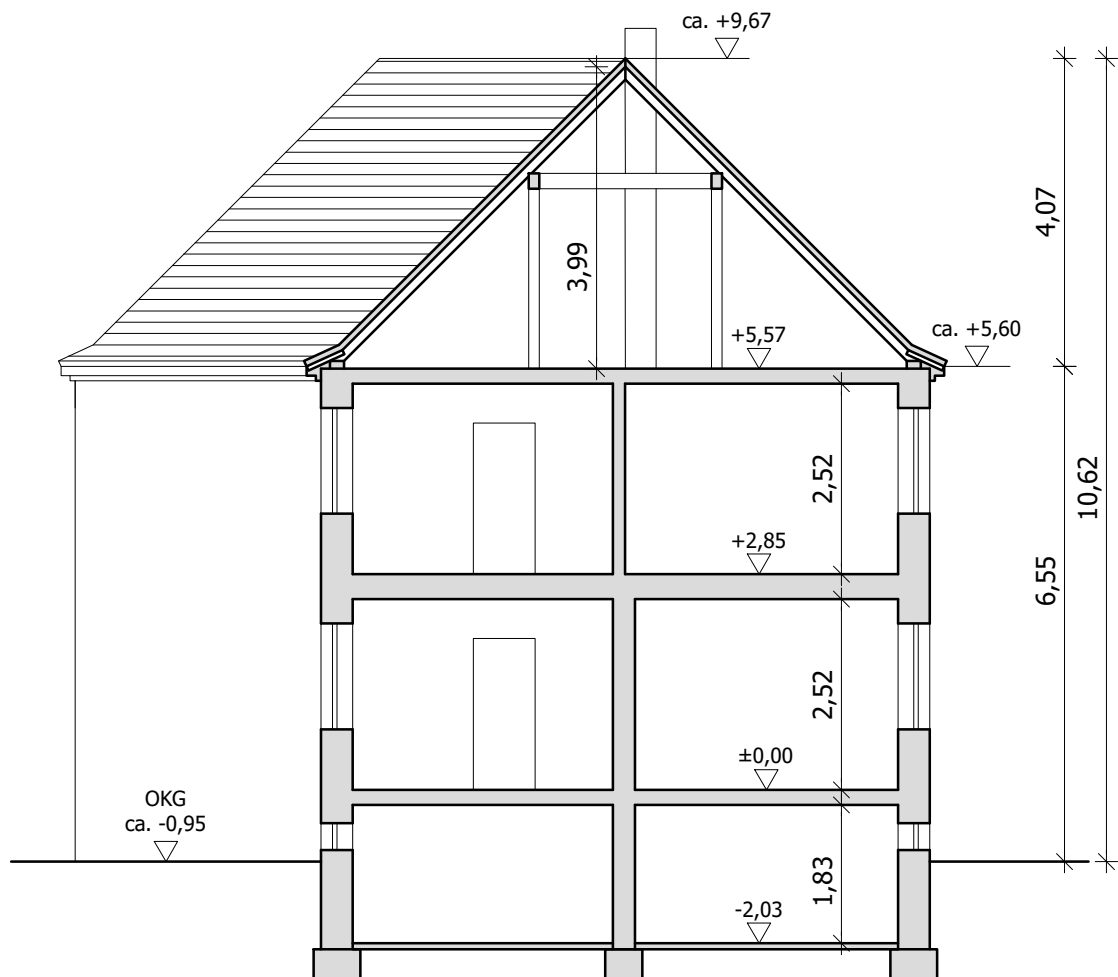 ca. +9,67
4,07
3,99
+5,57
ca. +5,60
2,52
10,62
+2,85
6,55
2,52
±0,00
OKG
ca. -0,95
1,83
-2,03